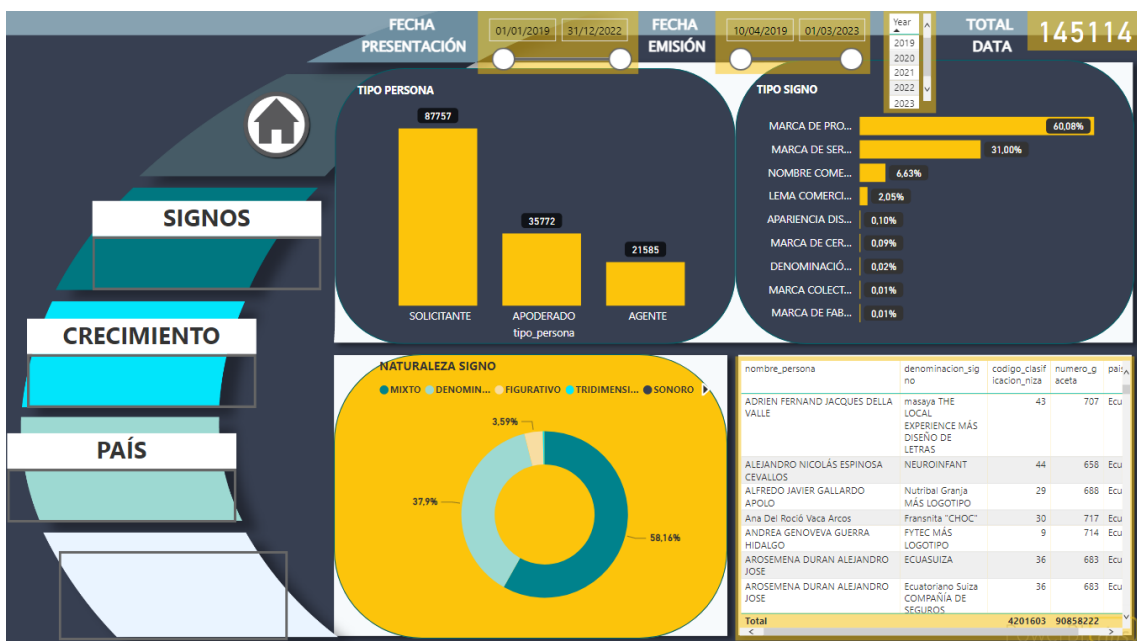 FECHA
PRESENTACIÓN
01/01/2019
31/12/2022
FECHA
EMISIÓN
10/04/2019
01/03/2023
Year
2019
2020
2021
2022
2023
TOTAL
DATA
145114
SIGNOS
CRECIMIENTO
PAÍS
TIPO PERSONA
87757
35772
21585
SOLICITANTE
APODERADO
AGENTE
tipo_persona
TIPO SIGNO
MARCA DE PRO... 60,08%
MARCA DE SER... 31,00%
NOMBRE COME... 6,63%
LEMA COMERCI... 2,05%
APARIENCIA DIS... 0,10%
MARCA DE CER... 0,09%
DENOMINACIÓ... 0,02%
MARCA COLECT... 0,01%
MARCA DE FAB... 0,01%
NATURALEZA SIGNO
MIXTO DENOMIN... FIGURATIVO TRIDIMENSI... SONORO
3,59%
37,9%
58,16%
nombre_persona denominacion_sig codigo_clasif numero_g pais
no icacion_niza aceta
ADRIEN FERNAND JACQUES DELLA masaya THE 43 707 Ecu
VALLE LOCAL
EXPERIENCE MÁS
DISEÑO DE
LETRAS
ALEJANDRO NICOLÁS ESPINOSA NEUROINFANT 44 658 Ecu
CEVALLOS
ALFREDO JAVIER GALLARDO Nutribal Granja 29 688 Ecu
APOLO MÁS LOGOTIPO
Ana Del Roció Vaca Arcos Fransnita "CHOC" 30 717 Ecu
ANDREA GENOVEVA GUERRA FYTEC MÁS 9 714 Ecu
HIDALGO LOGOTIPO
AROSEMENA DURAN ALEJANDRO ECUASUIZA 36 683 Ecu
JOSE
AROSEMENA DURAN ALEJANDRO Ecuatoriano Suiza 36 683 Ecu
JOSE COMPAÑÍA DE
SEGUROS
Total 4201603 90858222